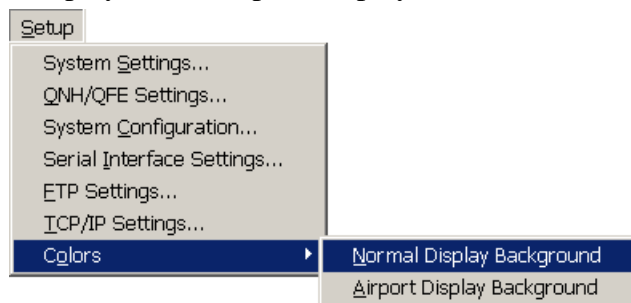 Setup
System Settings...
QNH/QFE Settings...
System Configuration...
Serial Interface Settings...
FTP Settings...
TCP/IP Settings...
Colors
Normal Display Background
Airport Display Background